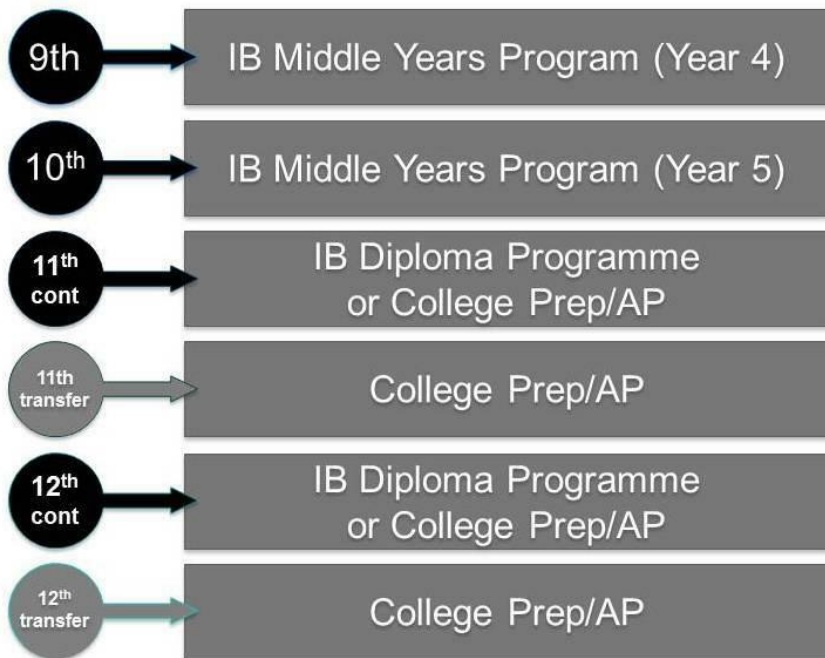 9th
IB Middle Years Program (Year 4)
10th
IB Middle Years Program (Year 5)
11th
cont
IB Diploma Programme
or College Prep/AP
11th
transfer
College Prep/AP
12th
cont
IB Diploma Programme
or College Prep/AP
12th
transfer
College Prep/AP